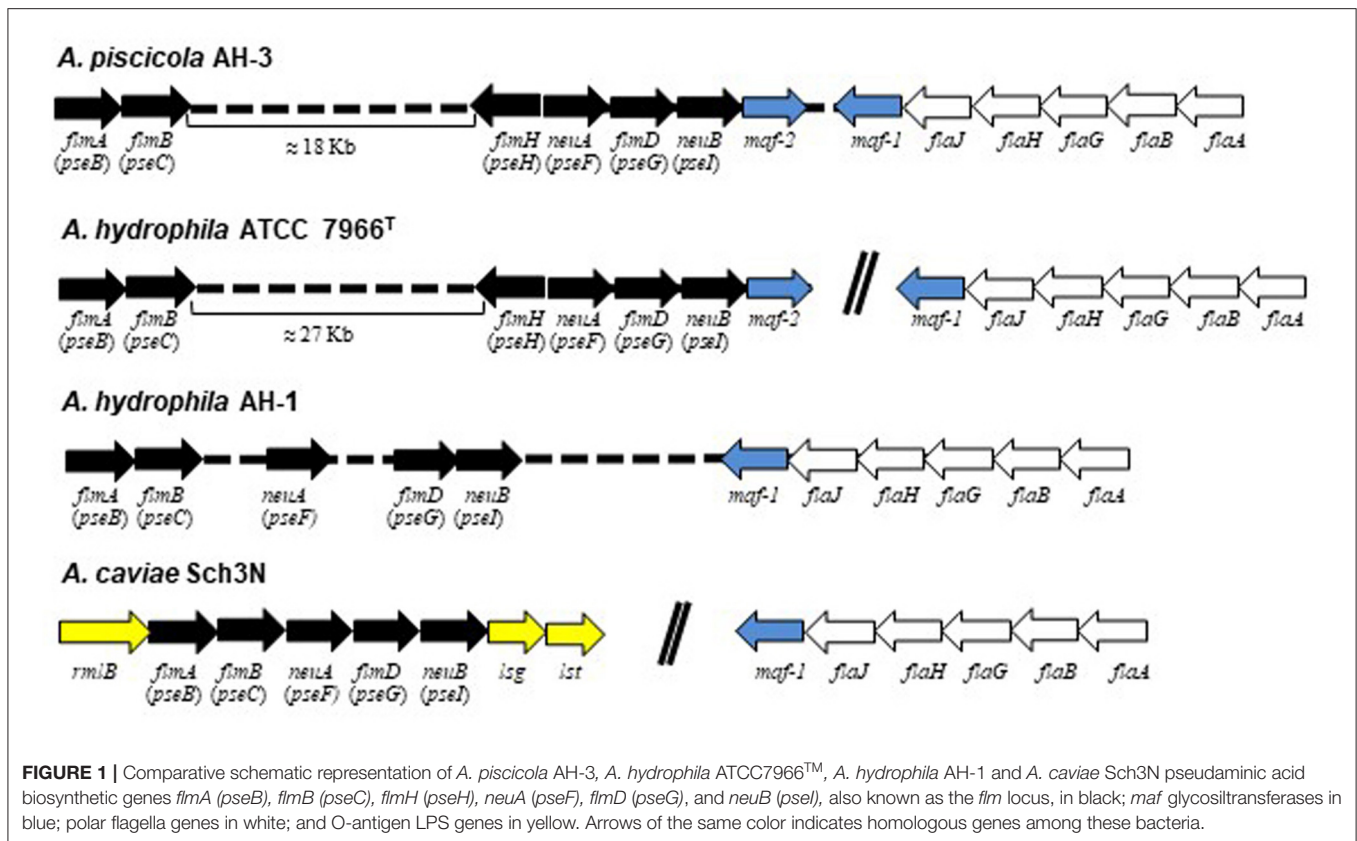 A. piscicola AH-3
flmA flmB flmH neuA flmD neuB maf-2 maf-1 flaJ flaH flaG flaB flaA
(pseB) (pseC) ≈ 18 Kb (pseH) (pseF) (pseG) (pseI)
A. hydrophila ATCC 7966T
flmA flmB flmH neuA flmD neuB maf-2 maf-1 flaJ flaH flaG flaB flaA
(pseB) (pseC) ≈ 27 Kb (pseH) (pseF) (pseG) (pseI)
A. hydrophila AH-1
flmA flmB neuA flmD neuB maf-1 flaJ flaH flaG flaB flaA
(pseB) (pseC) (pseF) (pseG) (pseI)
A. caviae Sch3N
rmlB flmA flmB neuA flmD neuB lsg lst maf-1 flaJ flaH flaG flaB flaA
(pseB) (pseC) (pseF) (pseG) (pseI)
FIGURE 1 | Comparative schematic representation of A. piscicola AH-3, A. hydrophila ATCC7966™, A. hydrophila AH-1 and A. caviae Sch3N pseudaminic acid
biosynthetic genes flmA (pseB), flmB (pseC), flmH (pseH), neuA (pseF), flmD (pseG), and neuB (pseI), also known as the flm locus, in black; maf glycosiltransferases in
blue; polar flagella genes in white; and O-antigen LPS genes in yellow. Arrows of the same color indicates homologous genes among these bacteria.